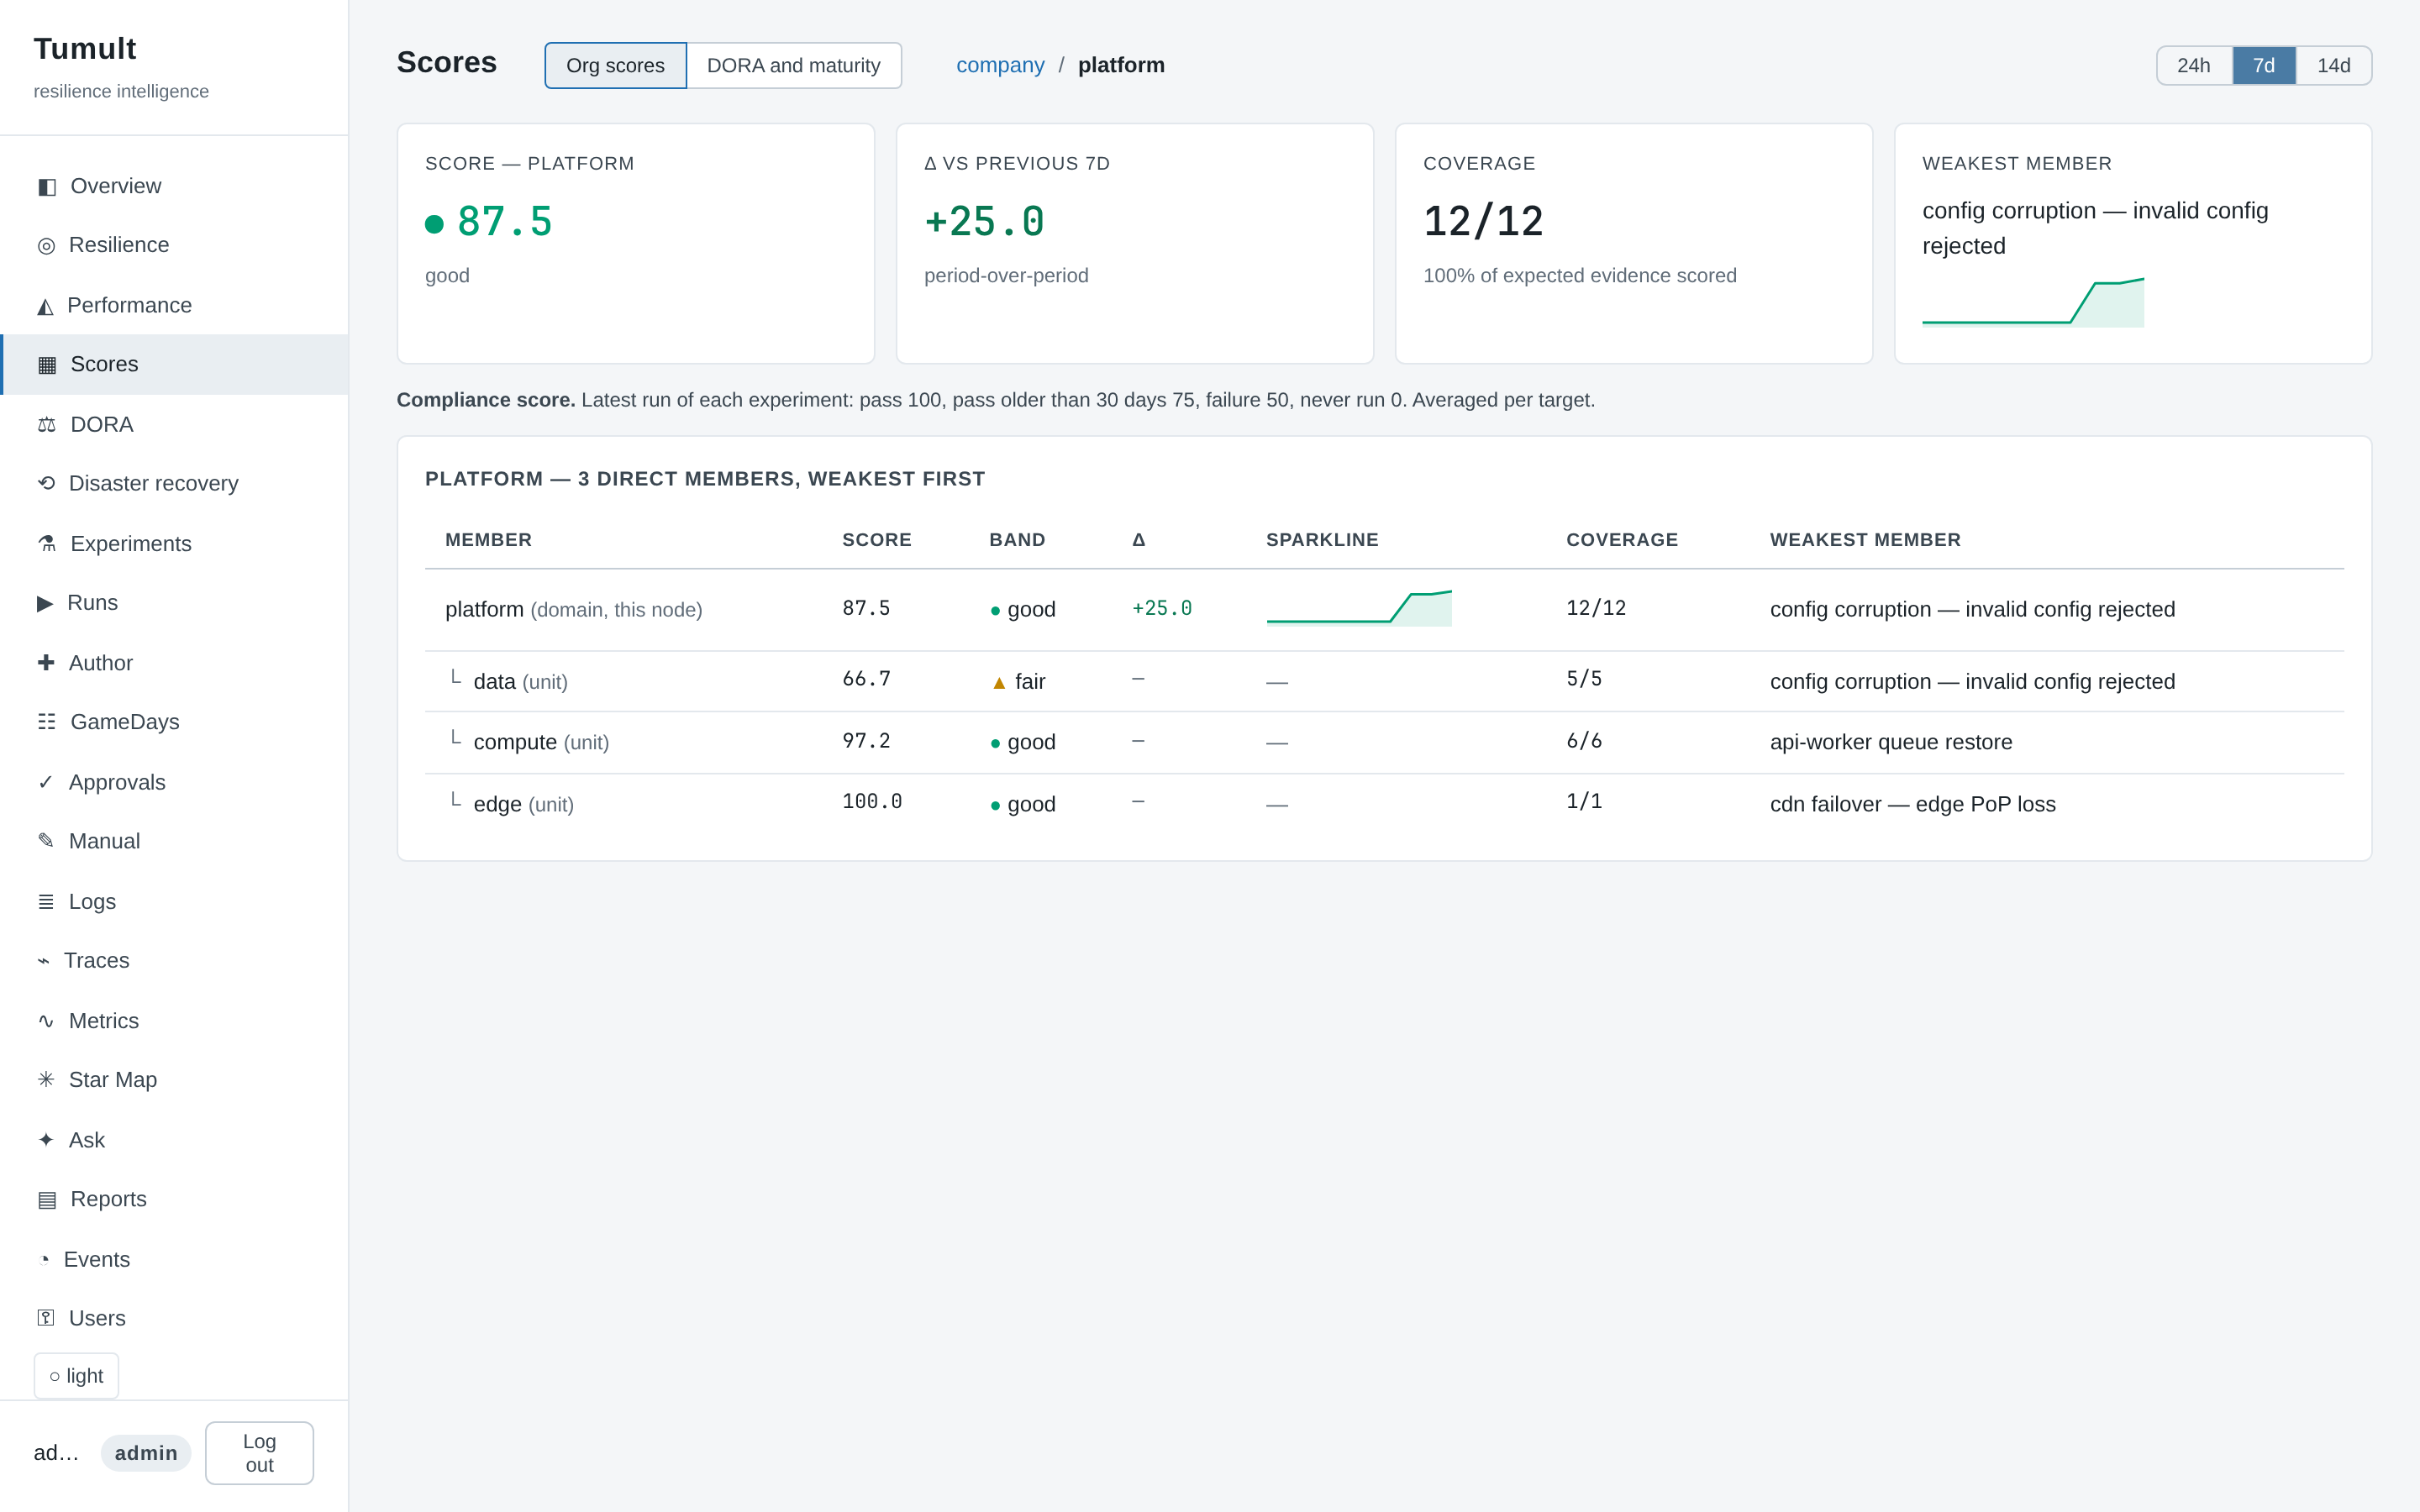 Tumult
resilience intelligence
Overview
Resilience
Performance
Scores
DORA
Disaster recovery
Experiments
Runs
Author
GameDays
Approvals
Manual
Logs
Traces
Metrics
Star Map
Ask
Reports
Events
Users
light
ad… admin Log out
Scores Org scores DORA and maturity company / platform 24h 7d 14d
SCORE — PLATFORM
87.5
good
Δ VS PREVIOUS 7D
+25.0
period-over-period
COVERAGE
12/12
100% of expected evidence scored
WEAKEST MEMBER
config corruption — invalid config
rejected
Compliance score. Latest run of each experiment: pass 100, pass older than 30 days 75, failure 50, never run 0. Averaged per target.
PLATFORM — 3 DIRECT MEMBERS, WEAKEST FIRST
MEMBER SCORE BAND Δ SPARKLINE COVERAGE WEAKEST MEMBER
platform (domain, this node) 87.5 good +25.0 12/12 config corruption — invalid config rejected
└ data (unit) 66.7 fair — — 5/5 config corruption — invalid config rejected
└ compute (unit) 97.2 good — — 6/6 api-worker queue restore
└ edge (unit) 100.0 good — — 1/1 cdn failover — edge PoP loss